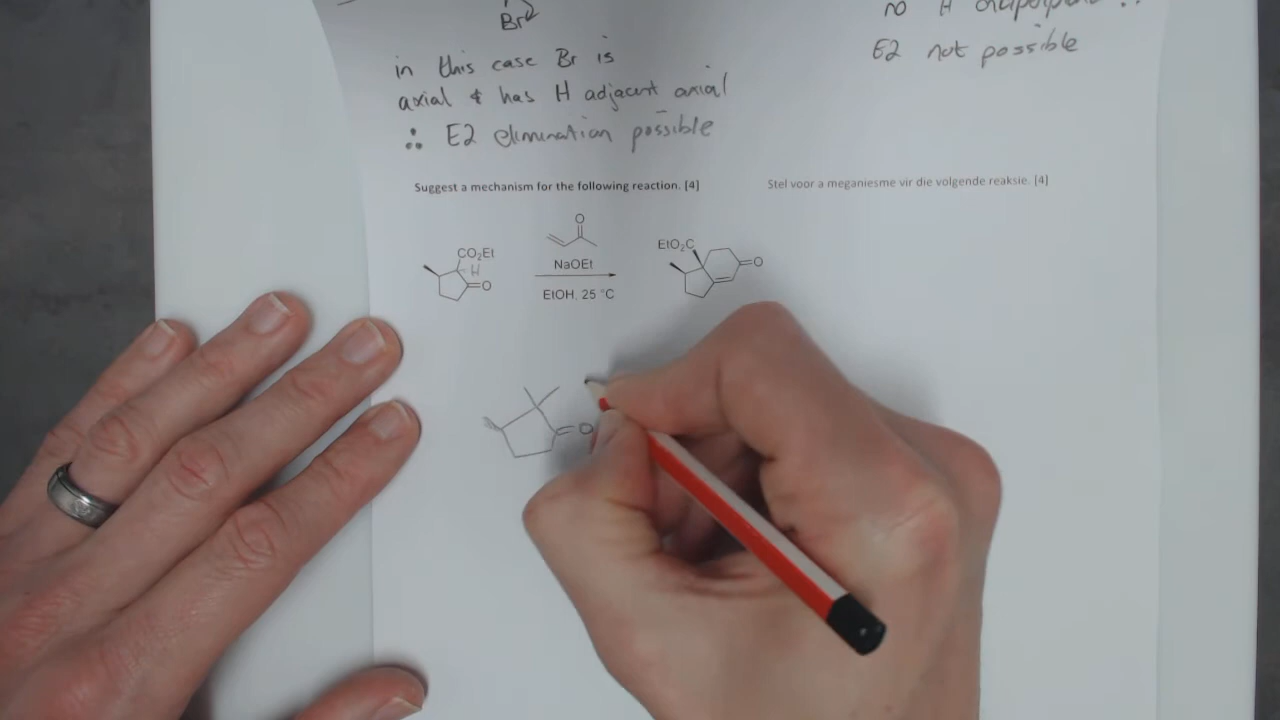 Br
in this case Br is
axial & has H adjacent axial
∴ E2 elimination possible
no H
E2 not possible
Suggest a mechanism for the following reaction. [4]
Stel voor a meganiesme vir die volgende reaksie. [4]
CO₂Et
H
O
O
NaOEt
EtOH, 25 °C
EtO₂C
O
O